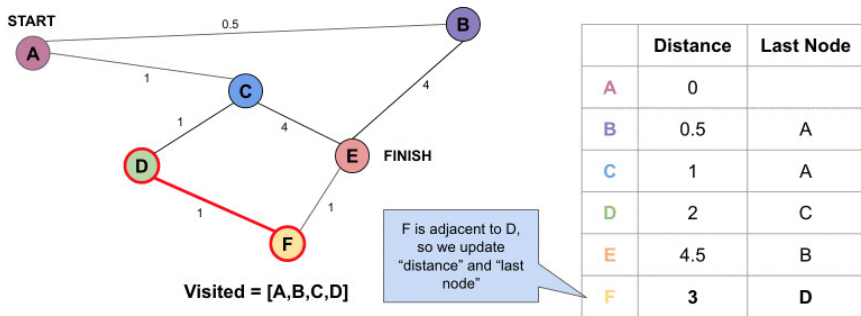 START
A
0.5
B
1
C
4
1
4
D
E
FINISH
1
1
F
Visited = [A,B,C,D]
F is adjacent to D,
so we update
“distance” and “last
node”
Distance Last Node
A 0
B 0.5 A
C 1 A
D 2 C
E 4.5 B
F 3 D